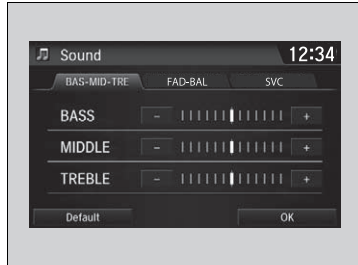 Sound 12:34
BAS-MID-TRE FAD-BAL SVC
BASS - +
MIDDLE - +
TREBLE - +
Default OK